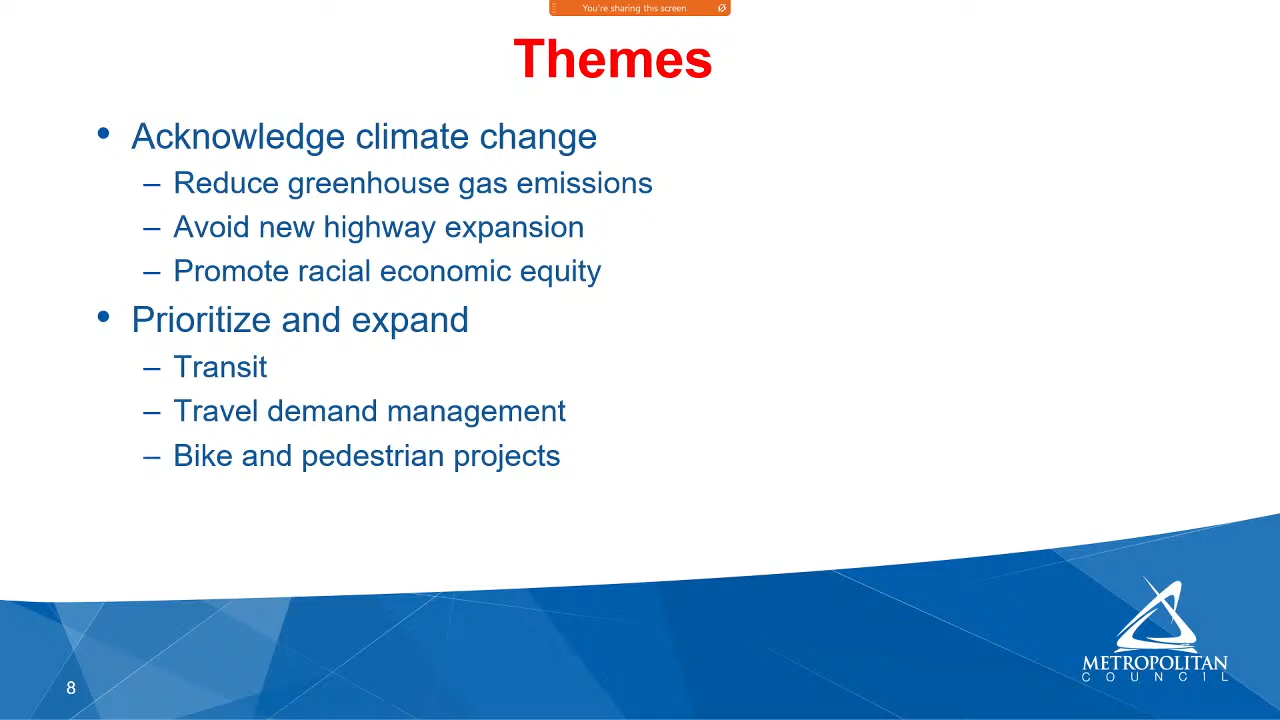 You're sharing this screen
Themes
• Acknowledge climate change
– Reduce greenhouse gas emissions
– Avoid new highway expansion
– Promote racial economic equity
• Prioritize and expand
– Transit
– Travel demand management
– Bike and pedestrian projects
METROPOLITAN
COUNCIL
8